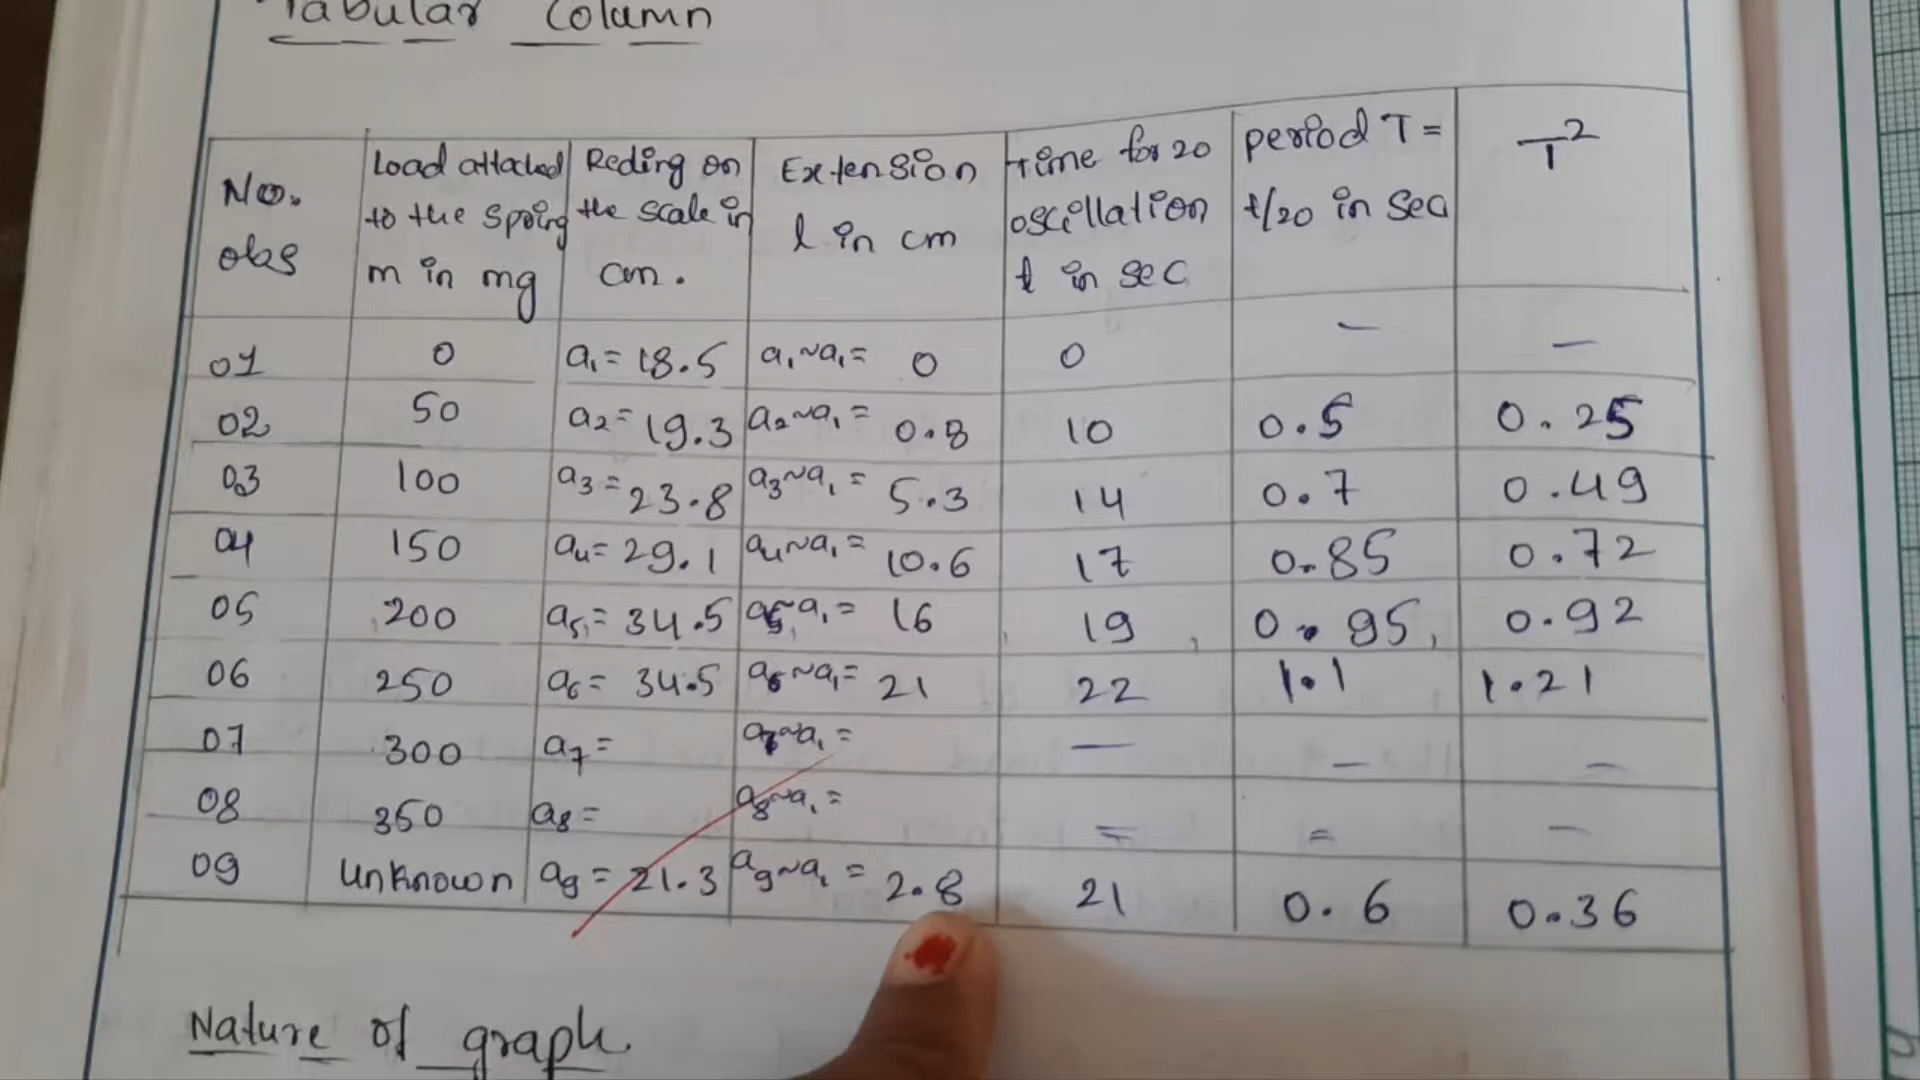 Tabular Column
No. obs | Load attached to the spring m in mg | Reding on the scale in cm. | Extension l in cm | time for 20 oscillation t in sec | period T = t/20 in sec | T²
01 | 0 | a₁ = 18.5 | a₁~a₁ = 0 | 0 | — | —
02 | 50 | a₂ = 19.3 | a₂~a₁ = 0.8 | 10 | 0.5 | 0.25
03 | 100 | a₃ = 23.8 | a₃~a₁ = 5.3 | 14 | 0.7 | 0.49
04 | 150 | a₄ = 29.1 | a₄~a₁ = 10.6 | 17 | 0.85 | 0.72
05 | 200 | a₅ = 34.5 | a₅~a₁ = 16 | 19 | 0.95 | 0.92
06 | 250 | a₆ = 34.5 | a₆~a₁ = 21 | 22 | 1.1 | 1.21
07 | 300 | a₇ = | a₇~a₁ = | — | — | —
08 | 350 | a₈ = | a₈~a₁ = | = | = | —
09 | unknown | a₉ = 21.3 | a₉~a₁ = 2.8 | 21 | 0.6 | 0.36
Nature of graph